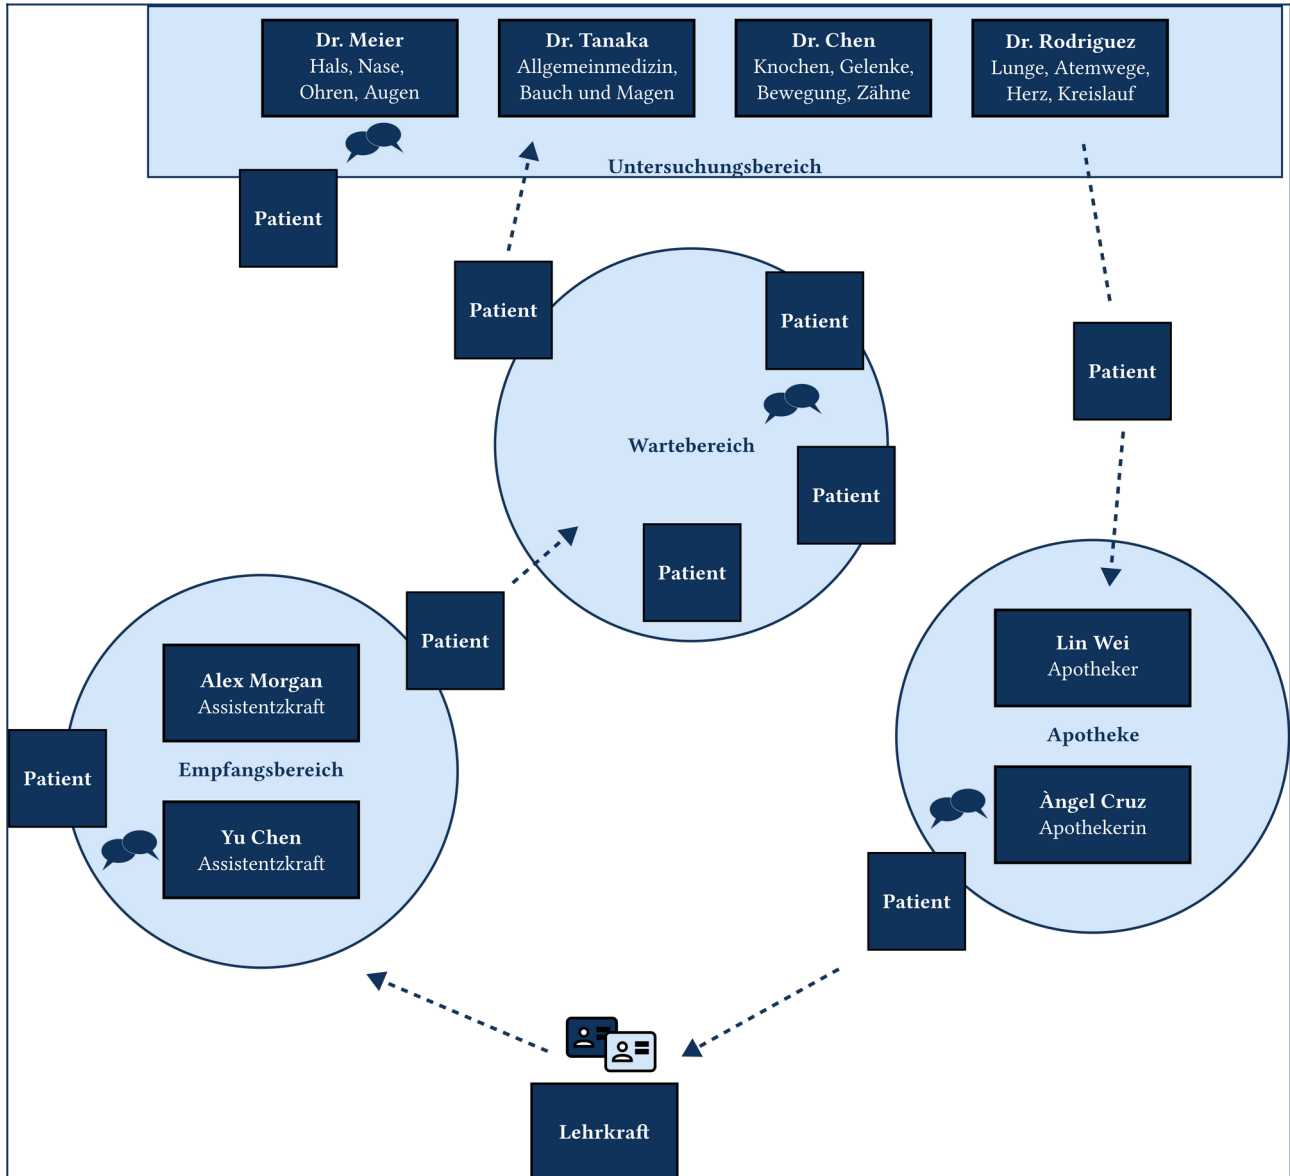 Dr. Meier
Hals, Nase,
Ohren, Augen
Dr. Tanaka
Allgemeinmedizin,
Bauch und Magen
Dr. Chen
Knochen, Gelenke,
Bewegung, Zähne
Dr. Rodriguez
Lunge, Atemwege,
Herz, Kreislauf
Untersuchungsbereich
Patient
Patient
Patient
Patient
Wartebereich
Patient
Patient
Patient
Alex Morgan
Assistentzkraft
Empfangsbereich
Patient
Yu Chen
Assistentzkraft
Lin Wei
Apotheker
Apotheke
Àngel Cruz
Apothekerin
Patient
Lehrkraft